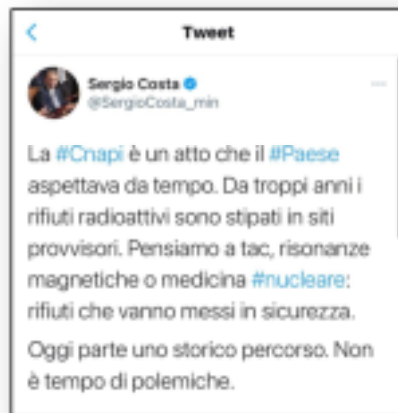 Tweet
Sergio Costa
@SergioCosta_min
La #Cnapi è un atto che il #Paese
aspettava da tempo. Da troppi anni i
rifiuti radioattivi sono stipati in siti
provvisori. Pensiamo a tac, risonanze
magnetiche o medicina #nucleare:
rifiuti che vanno messi in sicurezza.
Oggi parte uno storico percorso. Non
è tempo di polemiche.